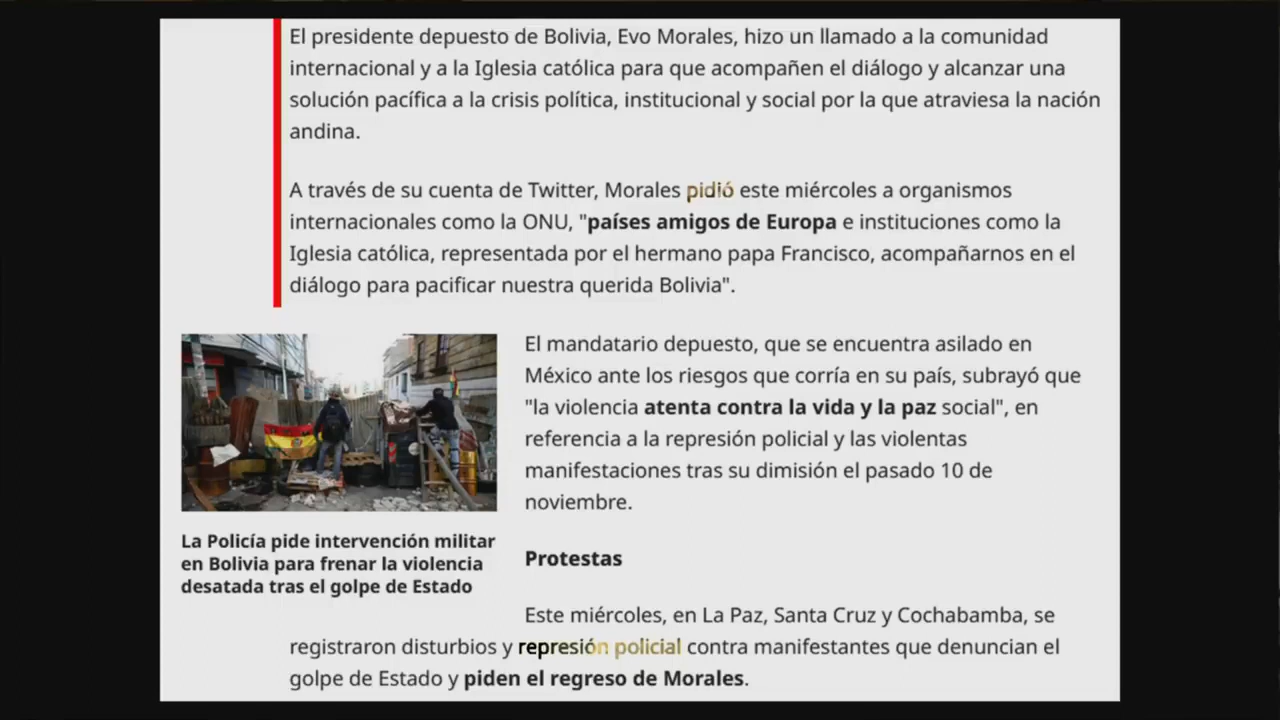 El presidente depuesto de Bolivia, Evo Morales, hizo un llamado a la comunidad
internacional y a la Iglesia católica para que acompañen el diálogo y alcanzar una
solución pacífica a la crisis política, institucional y social por la que atraviesa la nación
andina.
A través de su cuenta de Twitter, Morales pidió este miércoles a organismos
internacionales como la ONU, "países amigos de Europa e instituciones como la
Iglesia católica, representada por el hermano papa Francisco, acompañarnos en el
diálogo para pacificar nuestra querida Bolivia".
La Policía pide intervención militar
en Bolivia para frenar la violencia
desatada tras el golpe de Estado
El mandatario depuesto, que se encuentra asilado en
México ante los riesgos que corría en su país, subrayó que
"la violencia atenta contra la vida y la paz social", en
referencia a la represión policial y las violentas
manifestaciones tras su dimisión el pasado 10 de
noviembre.
Protestas
Este miércoles, en La Paz, Santa Cruz y Cochabamba, se
registraron disturbios y represión policial contra manifestantes que denuncian el
golpe de Estado y piden el regreso de Morales.